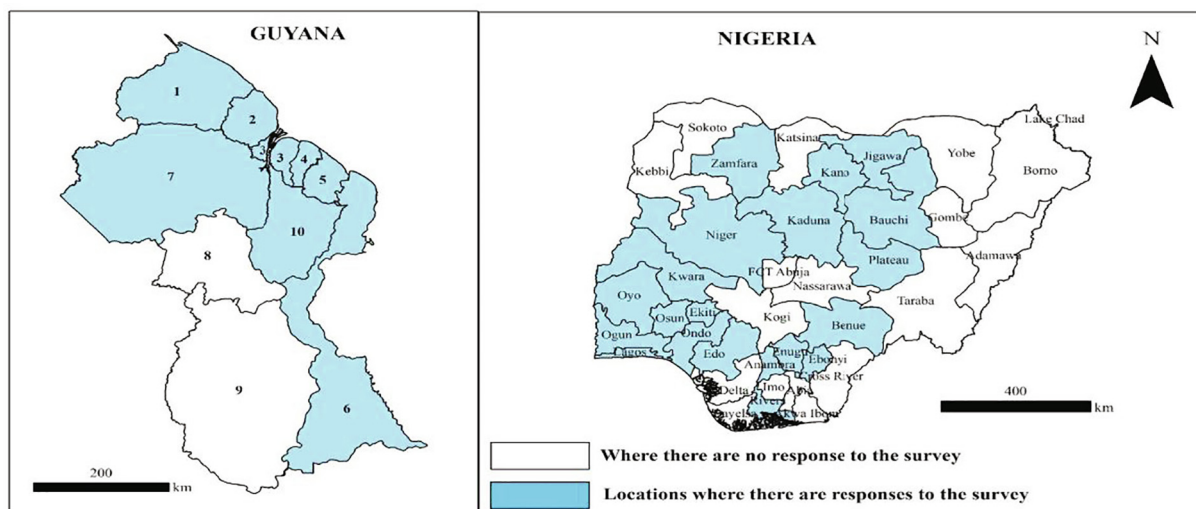 GUYANA
1
2
3
3
4
5
7
10
8
9
6
200
km
NIGERIA
N
Sokoto
Katsina
Lake Chad
Kebbi
Zamfara
Jigawa
Yobe
Kano
Borno
Kaduna
Bauchi
Gombe
Niger
Adamawa
Plateau
FCT Abuja
Kwara
Nassarawa
Oyo
Taraba
Kogi
Osun
Ekiti
Benue
Ogun
Ondo
Lagos
Edo
Enugu
Ebonyi
Anambra
Cross River
Delta
Imo
Abia
Rivers
Bayelsa
Akwa Ibom
400
km
Where there are no response to the survey
Locations where there are responses to the survey